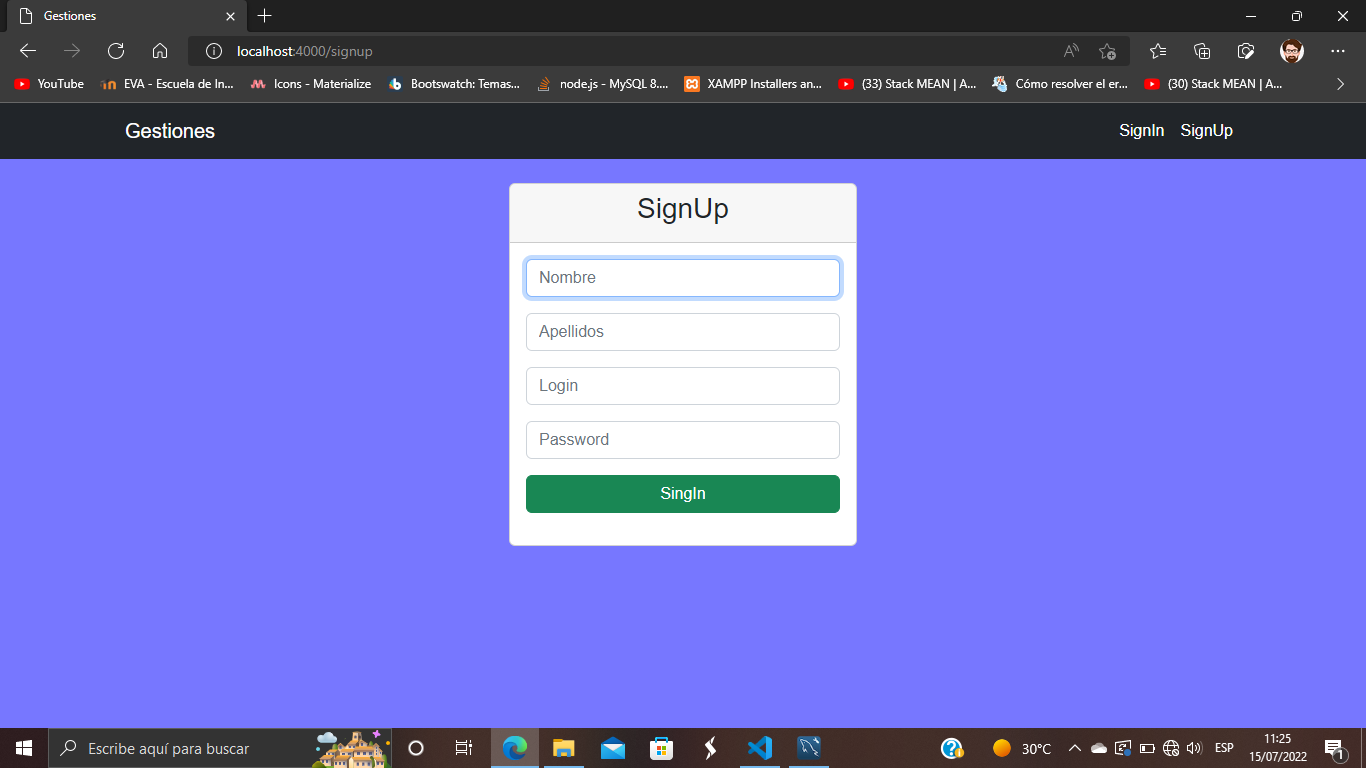 Gestiones
localhost:4000/signup
YouTube
EVA - Escuela de In...
Icons - Materialize
Bootswatch: Temas...
node.js - MySQL 8....
XAMPP Installers an...
(33) Stack MEAN | A...
Cómo resolver el er...
(30) Stack MEAN | A...
Gestiones
SignIn
SignUp
SignUp
Nombre
Apellidos
Login
Password
SingIn
Escribe aquí para buscar
30°C
ESP
11:25
15/07/2022
1